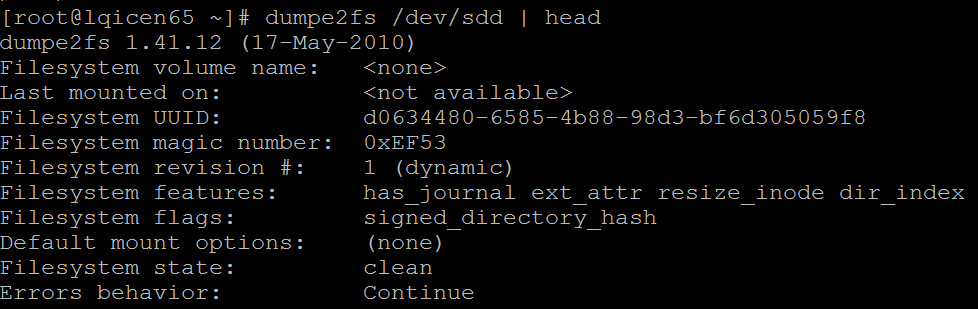 [root@lqicen65 ~]# dumpe2fs /dev/sdd | head
dumpe2fs 1.41.12 (17-May-2010)
Filesystem volume name:   <none>
Last mounted on:          <not available>
Filesystem UUID:          d0634480-6585-4b88-98d3-bf6d305059f8
Filesystem magic number:  0xEF53
Filesystem revision #:    1 (dynamic)
Filesystem features:      has_journal ext_attr resize_inode dir_index
Filesystem flags:         signed_directory_hash
Default mount options:    (none)
Filesystem state:         clean
Errors behavior:          Continue